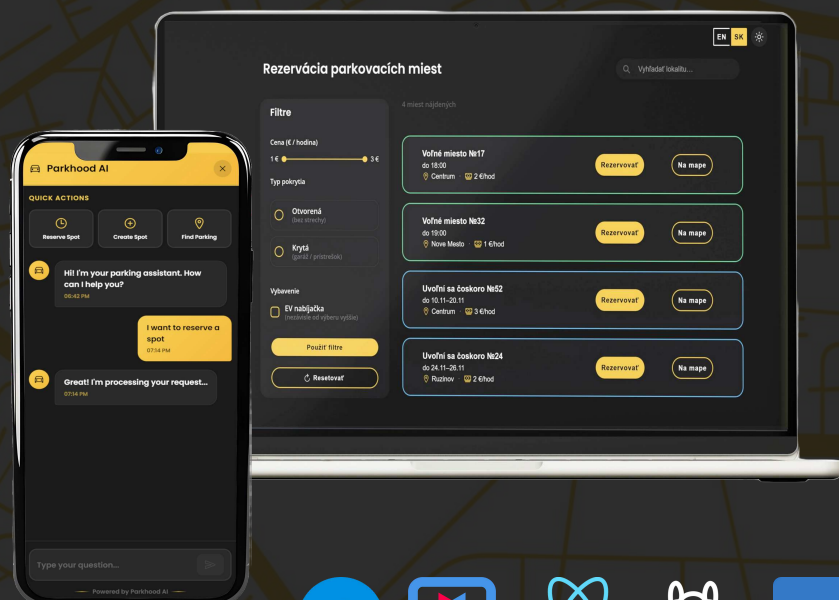 EN SK
Rezervácia parkovacích miest
Vyhľadať lokalitu...
Filtre
4 miest nájdených
Cena (€ / hodina)
1 € 3 €
Typ pokrytia
Otvorená
(bez strechy)
Krytá
(garáž / prístrešok)
Vybavenie
EV nabíjačka
(nezávisle od výberu vyššie)
Použiť filtre
Resetovať
Voľné miesto №17
do 18:00
Centrum · 2 €/hod
Rezervovať Na mape
Voľné miesto №32
do 19:00
Nove Mesto · 1 €/hod
Rezervovať Na mape
Uvoľní sa čoskoro №52
do 10.11–20.11
Centrum · 3 €/hod
Rezervovať Na mape
Uvoľní sa čoskoro №24
do 24.11–26.11
Ruzinov · 2 €/hod
Rezervovať Na mape
Parkhood AI
QUICK ACTIONS
Reserve Spot Create Spot Find Parking
Hi! I'm your parking assistant. How
can I help you?
06:42 PM
I want to reserve a
spot
07:14 PM
Great! I'm processing your request...
07:14 PM
Type your question...
Powered by Parkhood AI